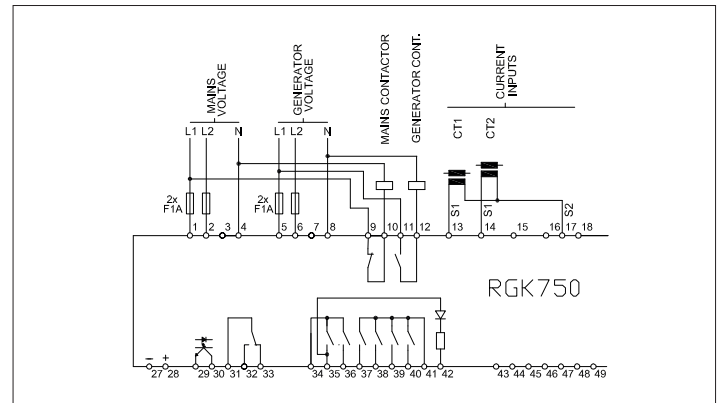 MAINS
VOLTAGE
GENERATOR
VOLTAGE
MAINS CONTACTOR
GENERATOR CONT.
CURRENT
INPUTS
CT1
CT2
L1 L2 N
L1 L2 N
2x
F1A
2x
F1A
S1
S1
S2
1 2 3 4 5 6 7 8 9 10 11 12 13 14 15 16 17 18
RGK750
– +
27 28 29 30 31 32 33 34 35 36 37 38 39 40 41 42 43 44 45 46 47 48 49